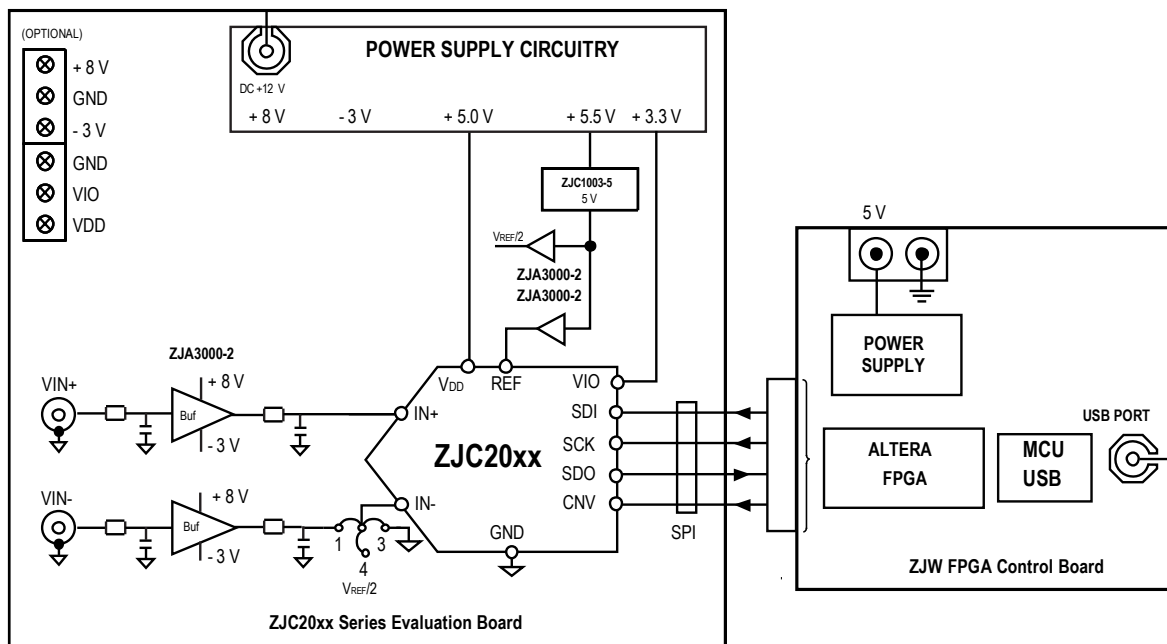 (OPTIONAL)
+ 8 V
GND
- 3 V
GND
VIO
VDD
POWER SUPPLY CIRCUITRY
DC +12 V
+ 8 V - 3 V + 5.0 V + 5.5 V + 3.3 V
ZJC1003-5
5 V
VREF/2
ZJA3000-2
ZJA3000-2
ZJA3000-2
VIN+
+ 8 V
Buf
- 3 V
VIN-
+ 8 V
Buf
- 3 V
1
3
4
VREF/2
VDD
REF
VIO
IN+
SDI
SCK
ZJC20xx
SDO
IN-
CNV
GND
SPI
ZJC20xx Series Evaluation Board
5 V
POWER
SUPPLY
USB PORT
ALTERA
FPGA
MCU
USB
ZJW FPGA Control Board